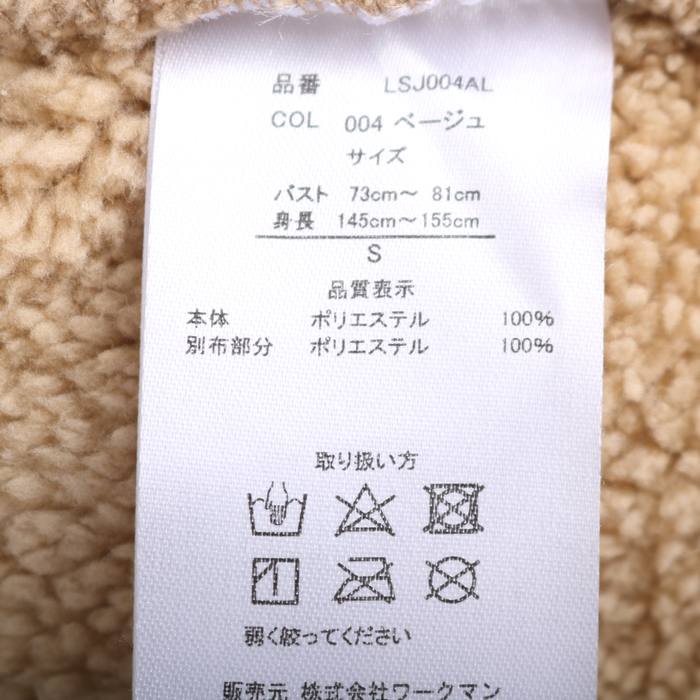 品番 LSJ004AL
COL 004 ベージュ
サイズ
バスト 73cm〜 81cm
身長 145cm〜155cm
S
品質表示
本体 ポリエステル 100%
別布部分 ポリエステル 100%
取り扱い方
弱く絞ってください
販売元 株式会社ワークマン